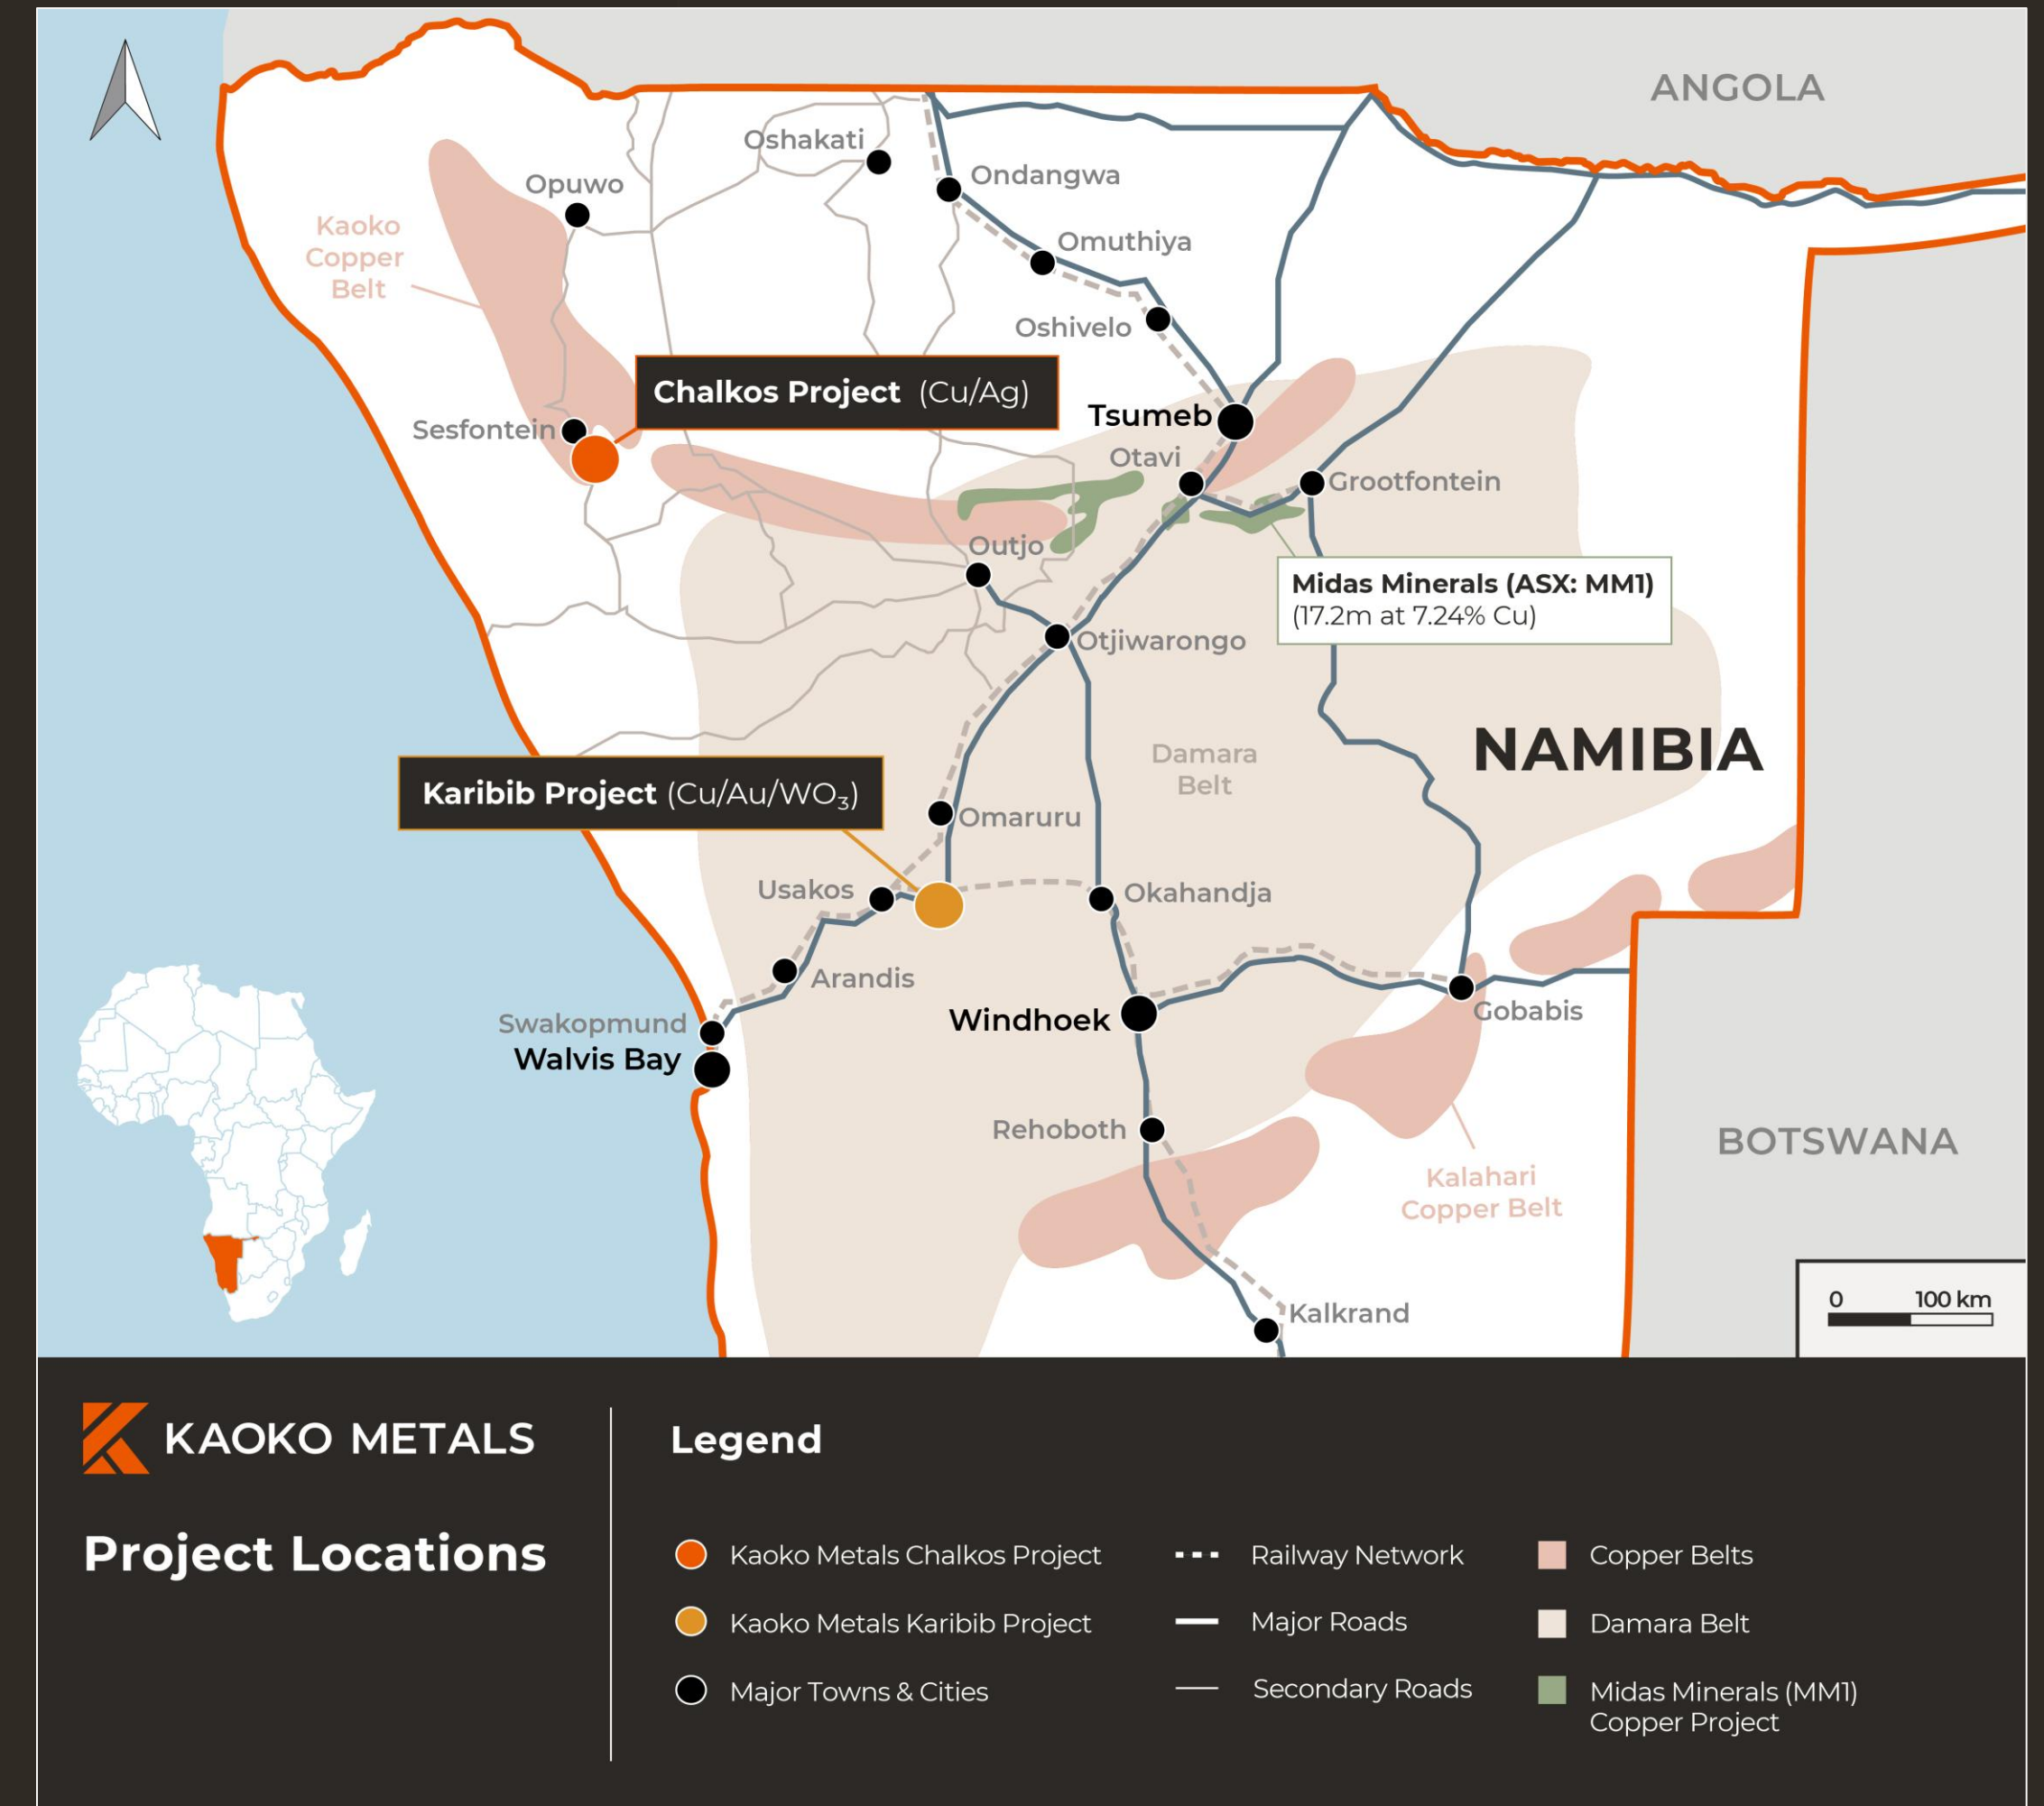 ANGOLA
Oshakati
Ondangwa
Opuwo
Kaoko
Copper
Belt
Omuthiya
Oshivelo
Chalkos Project (Cu/Ag)
Tsumeb
Sesfontein
Otavi
Grootfontein
Outjo
Midas Minerals (ASX: MM1)
(17.2m at 7.24% Cu)
Otjiwarongo
NAMIBIA
Damara
Belt
Karibib Project (Cu/Au/WO₃)
Omaruru
Usakos
Okahandja
Arandis
Gobabis
Swakopmund
Windhoek
Walvis Bay
Rehoboth
BOTSWANA
Kalahari
Copper Belt
Kalkrand
0 100 km
KAOKO METALS
Project Locations
Legend
Kaoko Metals Chalkos Project
Kaoko Metals Karibib Project
Major Towns & Cities
Railway Network
Major Roads
Secondary Roads
Copper Belts
Damara Belt
Midas Minerals (MM1)
Copper Project